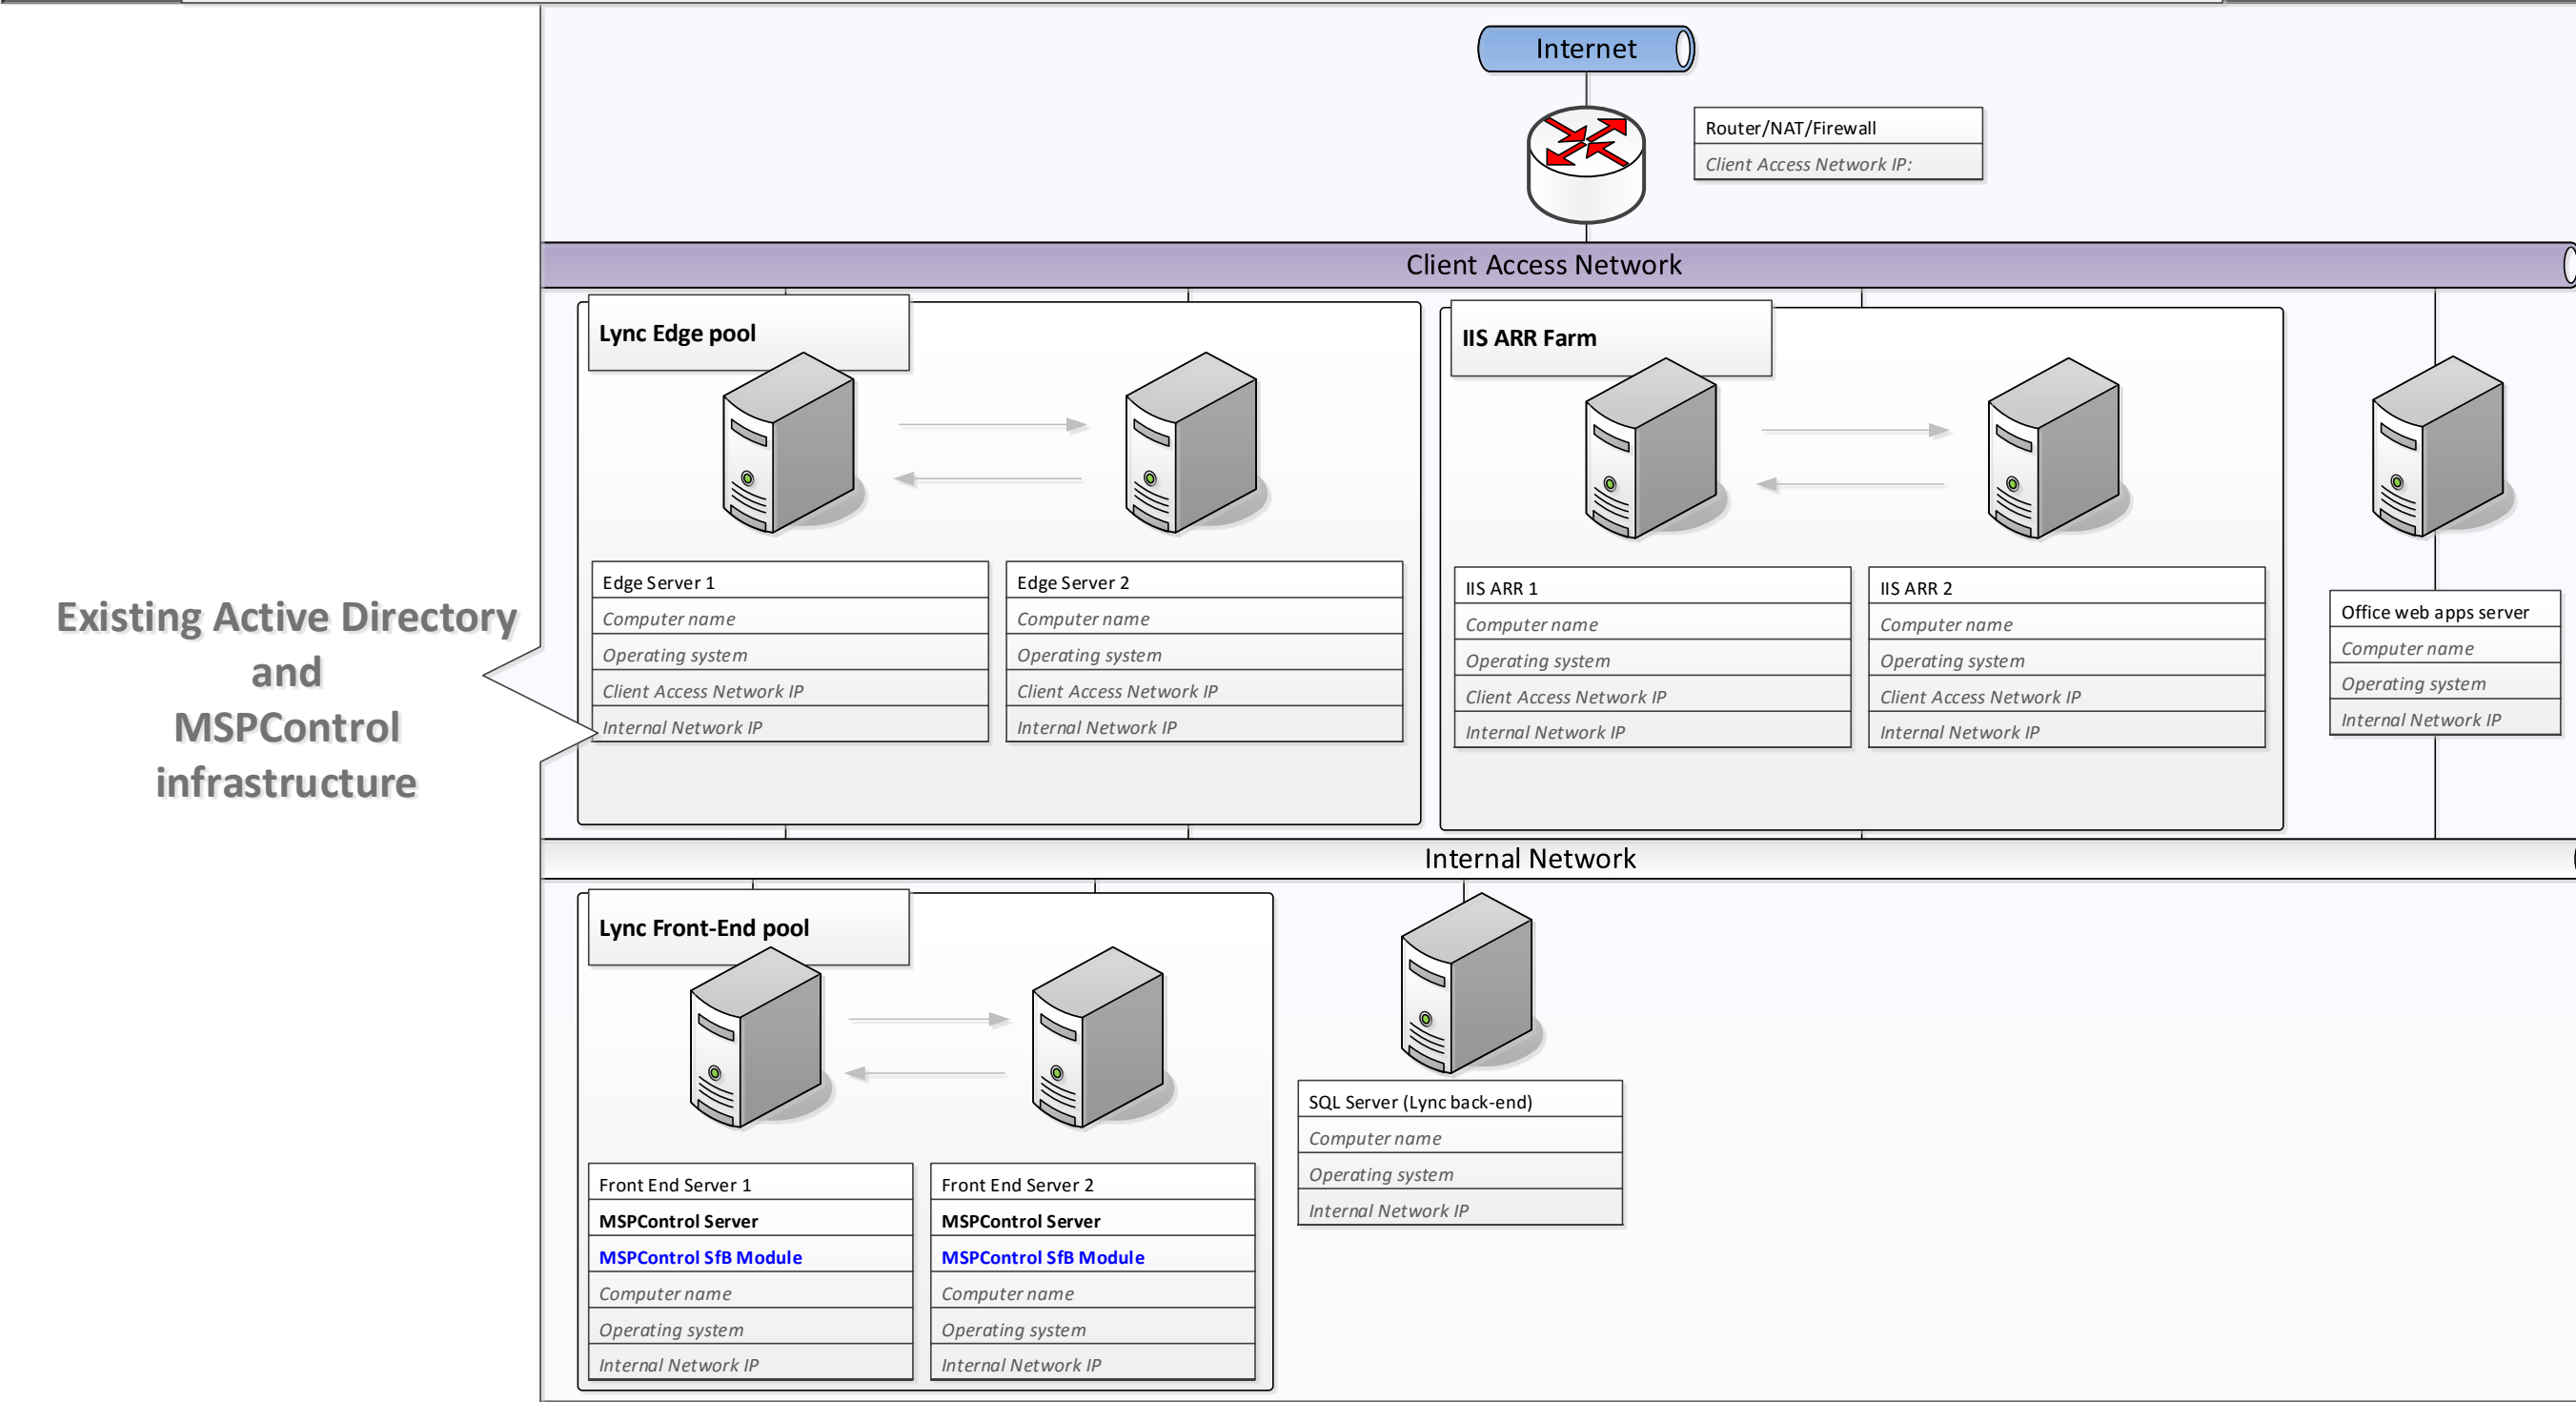 Internet
Router/NAT/Firewall
Client Access Network IP:
Client Access Network
Lync Edge pool
Edge Server 1
Computer name
Operating system
Client Access Network IP
Internal Network IP
Edge Server 2
Computer name
Operating system
Client Access Network IP
Internal Network IP
IIS ARR Farm
IIS ARR 1
Computer name
Operating system
Client Access Network IP
Internal Network IP
IIS ARR 2
Computer name
Operating system
Client Access Network IP
Internal Network IP
Office web apps server
Computer name
Operating system
Internal Network IP
Existing Active Directory
and
MSPControl
infrastructure
Internal Network
Lync Front-End pool
Front End Server 1
MSPControl Server
MSPControl SfB Module
Computer name
Operating system
Internal Network IP
Front End Server 2
MSPControl Server
MSPControl SfB Module
Computer name
Operating system
Internal Network IP
SQL Server (Lync back-end)
Computer name
Operating system
Internal Network IP